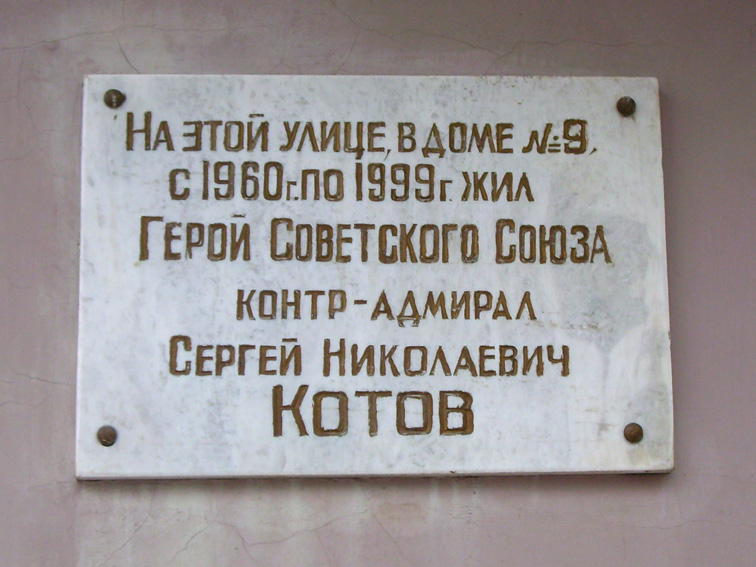 На этой улице, в доме №9,
с 1960г. по 1999г. жил
Герой Советского Союза
контр-адмирал
Сергей Николаевич
Котов